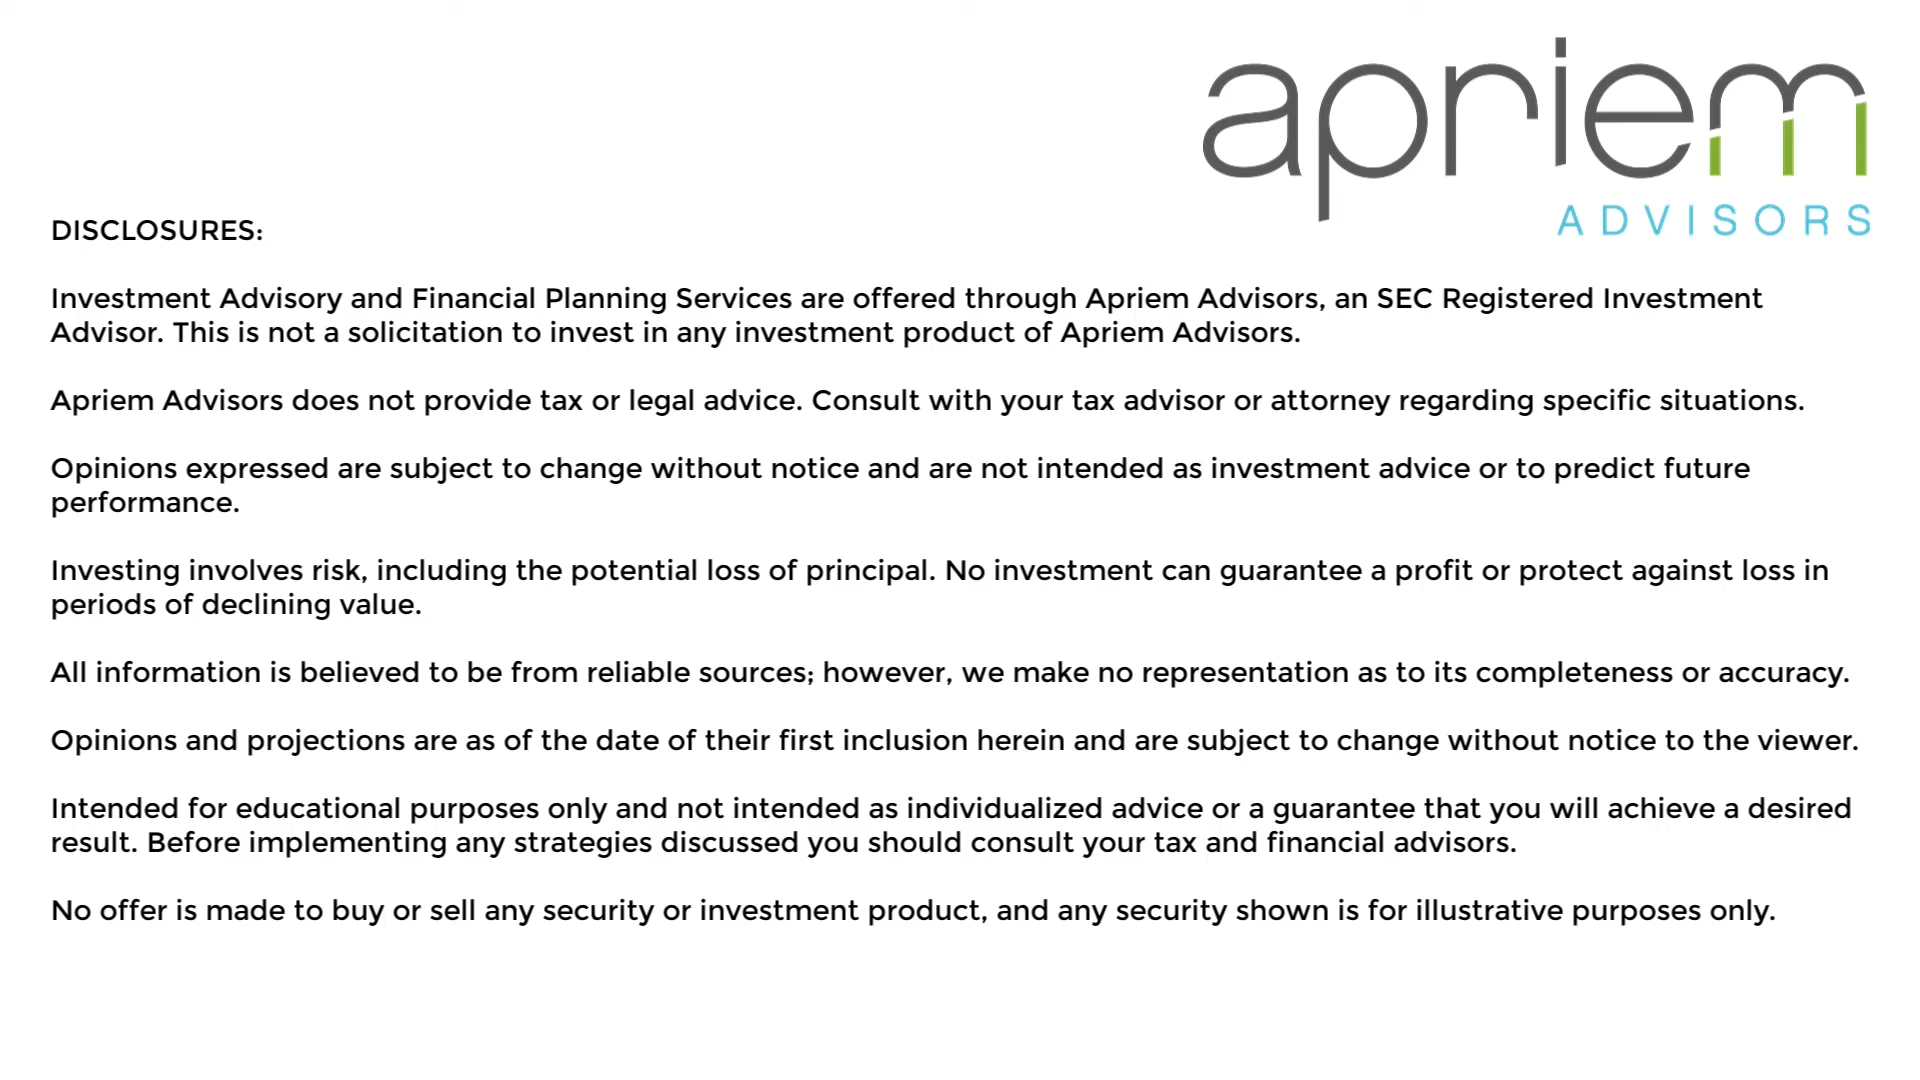 apriem
ADVISORS
DISCLOSURES:
Investment Advisory and Financial Planning Services are offered through Apriem Advisors, an SEC Registered Investment
Advisor. This is not a solicitation to invest in any investment product of Apriem Advisors.
Apriem Advisors does not provide tax or legal advice. Consult with your tax advisor or attorney regarding specific situations.
Opinions expressed are subject to change without notice and are not intended as investment advice or to predict future
performance.
Investing involves risk, including the potential loss of principal. No investment can guarantee a profit or protect against loss in
periods of declining value.
All information is believed to be from reliable sources; however, we make no representation as to its completeness or accuracy.
Opinions and projections are as of the date of their first inclusion herein and are subject to change without notice to the viewer.
Intended for educational purposes only and not intended as individualized advice or a guarantee that you will achieve a desired
result. Before implementing any strategies discussed you should consult your tax and financial advisors.
No offer is made to buy or sell any security or investment product, and any security shown is for illustrative purposes only.